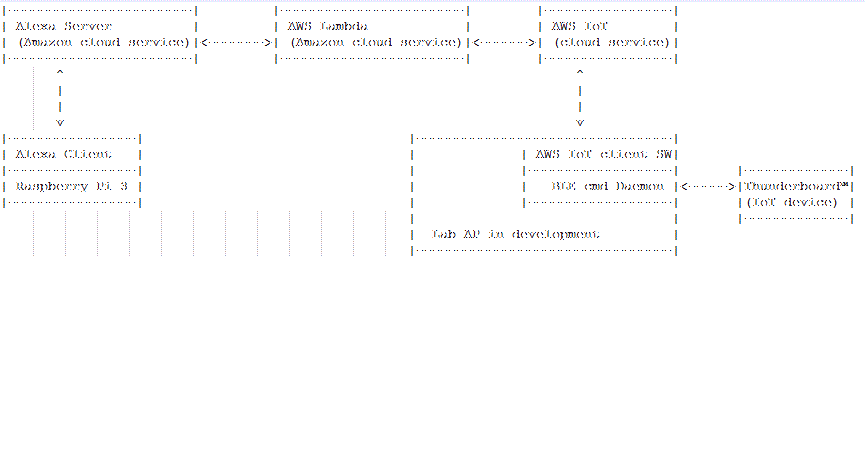 Alexa Server
(Amazon cloud service)
AWS Lambda
(Amazon cloud service)
AWS IoT
(cloud service)
Alexa Client
Raspberry Pi 3
AWS IoT client SW
BLE cmd Daemon
Lab AP in development
Thunderboard™
(IoT device)